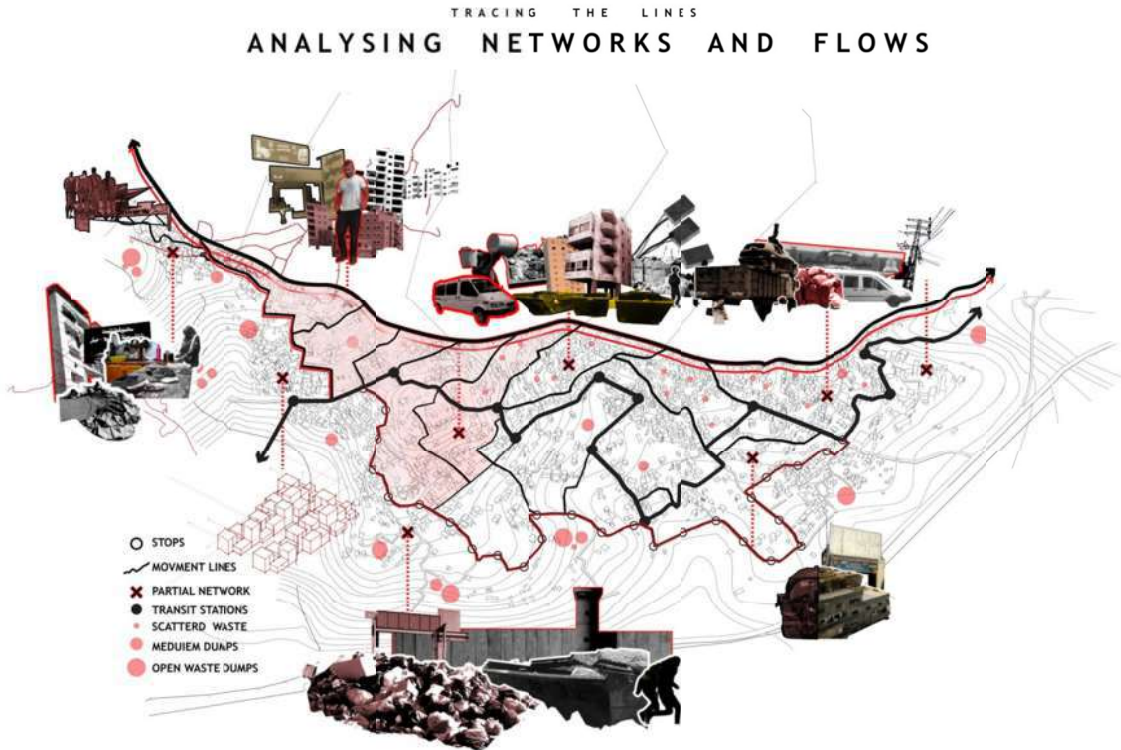 TRACING THE LINES
ANALYSING NETWORKS AND FLOWS
STOPS
MOVMENT LINES
PARTIAL NETWORK
TRANSIT STATIONS
SCATTERD WASTE
MEDUIEM DUMPS
OPEN WASTE DUMPS